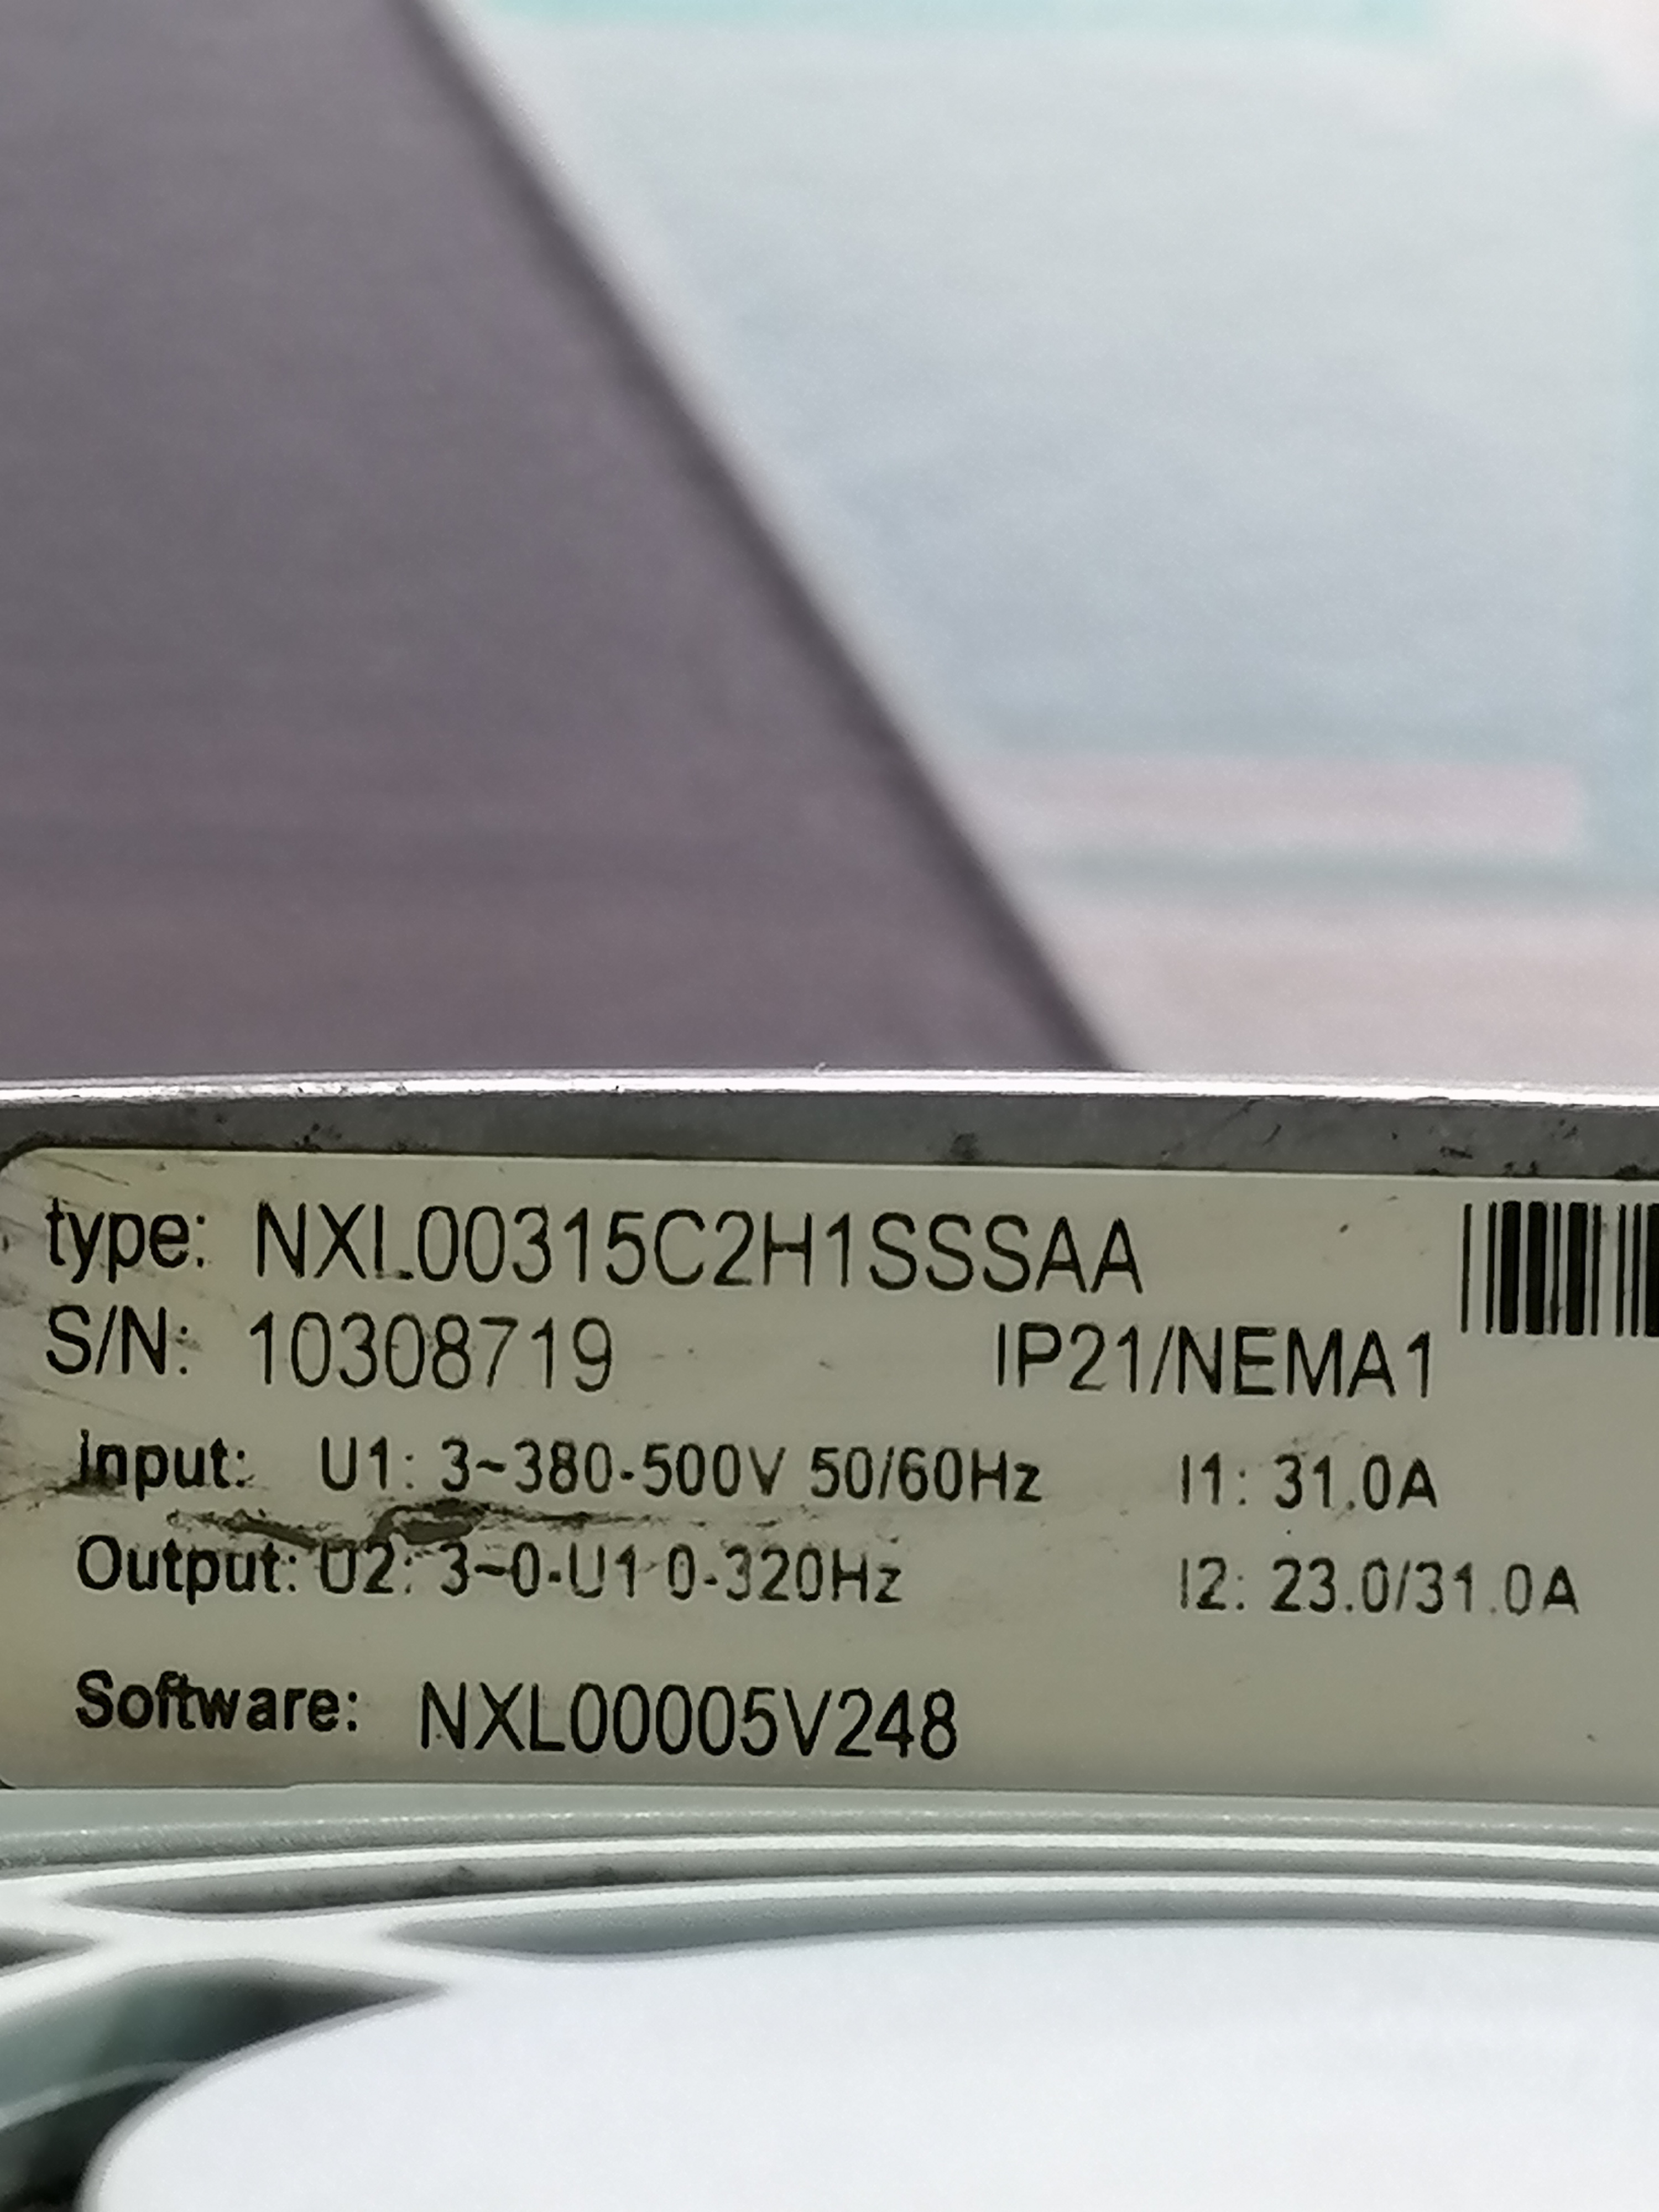 type: NXL00315C2H1SSSAA
S/N: 10308719 IP21/NEMA1
Input: U1: 3~380-500V 50/60Hz I1: 31.0A
Output: U2: 3~0-U1 0-320Hz I2: 23.0/31.0A
Software: NXL00005V248